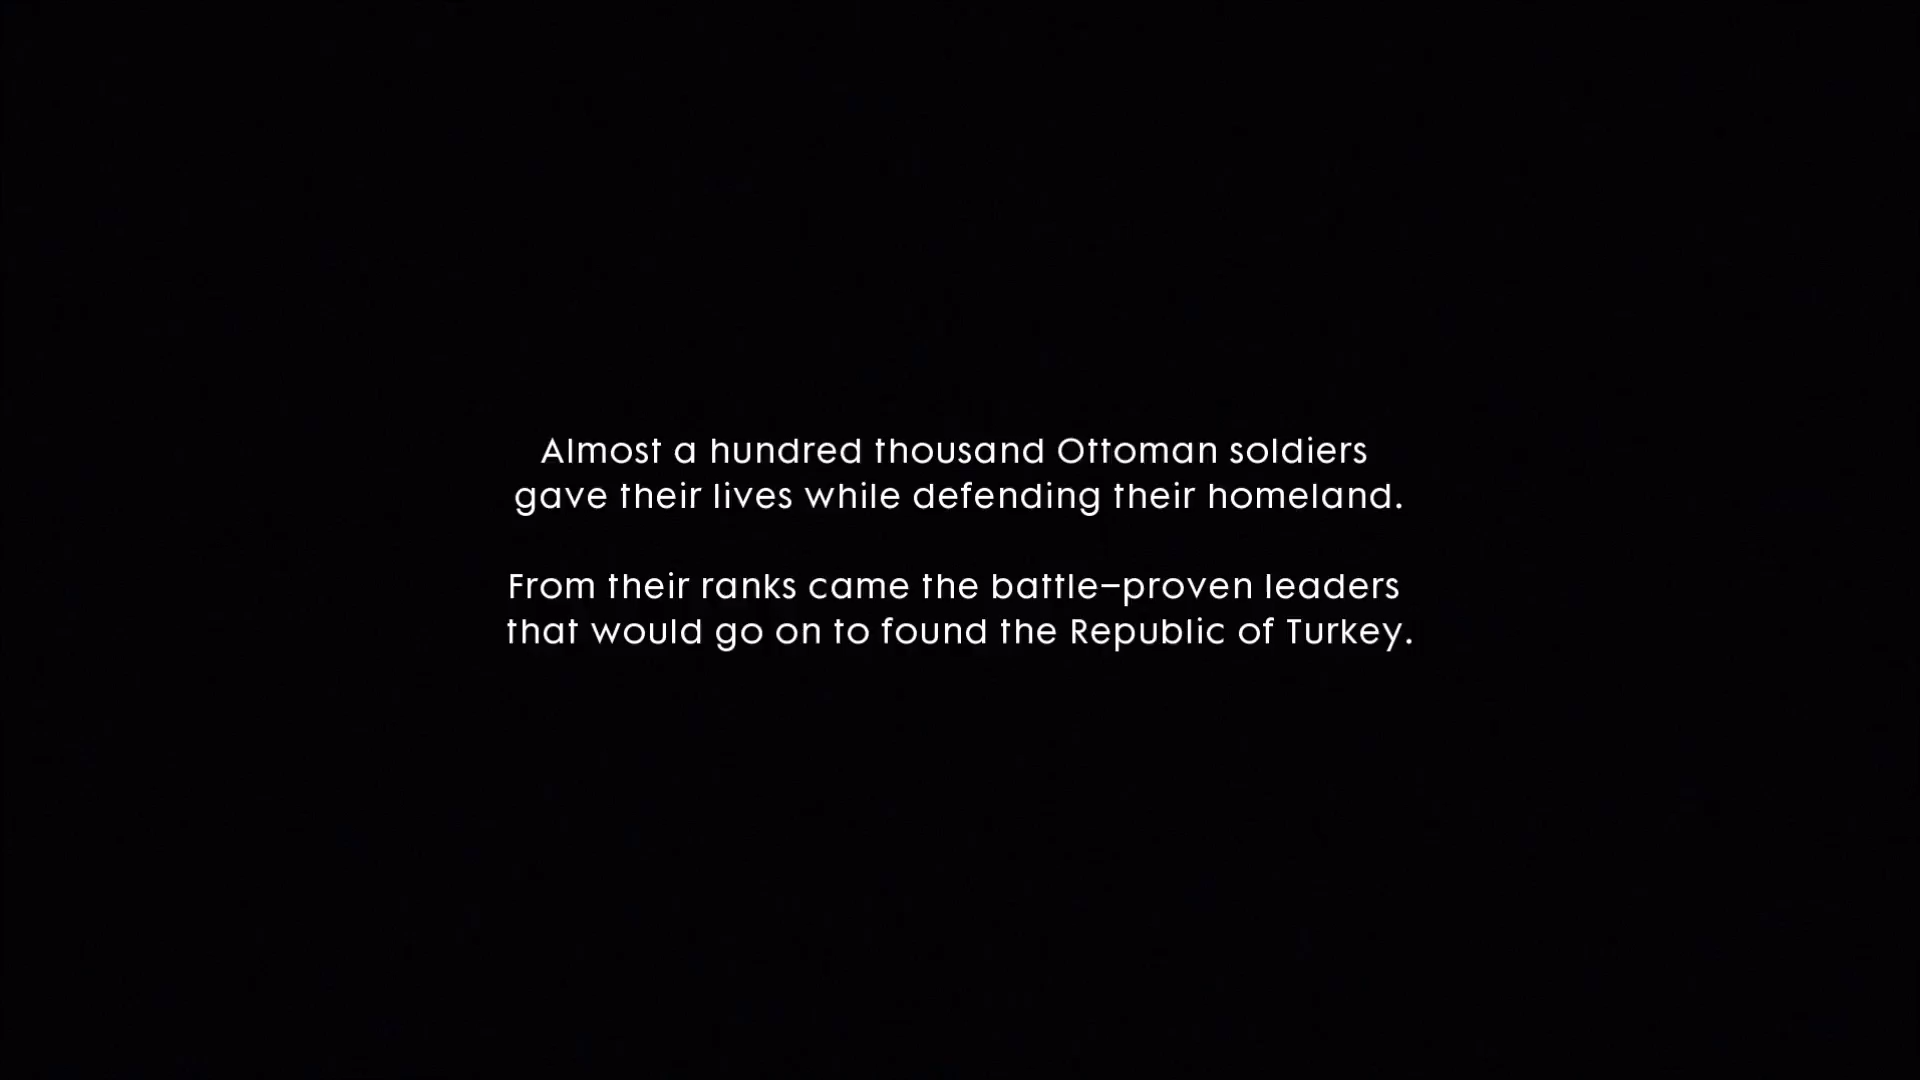 Almost a hundred thousand Ottoman soldiers
gave their lives while defending their homeland.
From their ranks came the battle–proven leaders
that would go on to found the Republic of Turkey.